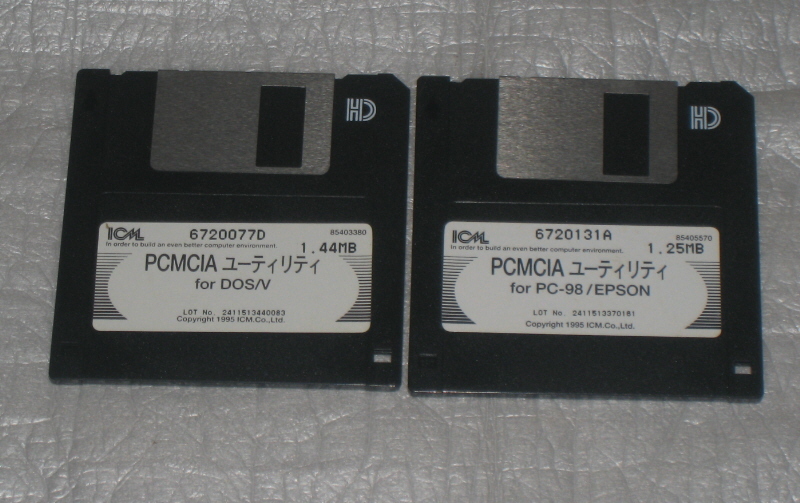 HD
ICM 6720077D 85403380
In order to build an even better computer environment. 1.44MB
PCMCIA ユーティリティ
for DOS/V
LOT No. 2411513440083
Copyright 1995 ICM.Co.,Ltd.
HD
ICM 6720131A 85405570
In order to build an even better computer environment. 1.25MB
PCMCIA ユーティリティ
for PC-98/EPSON
LOT No. 2411513370181
Copyright 1995 ICM.Co.,Ltd.